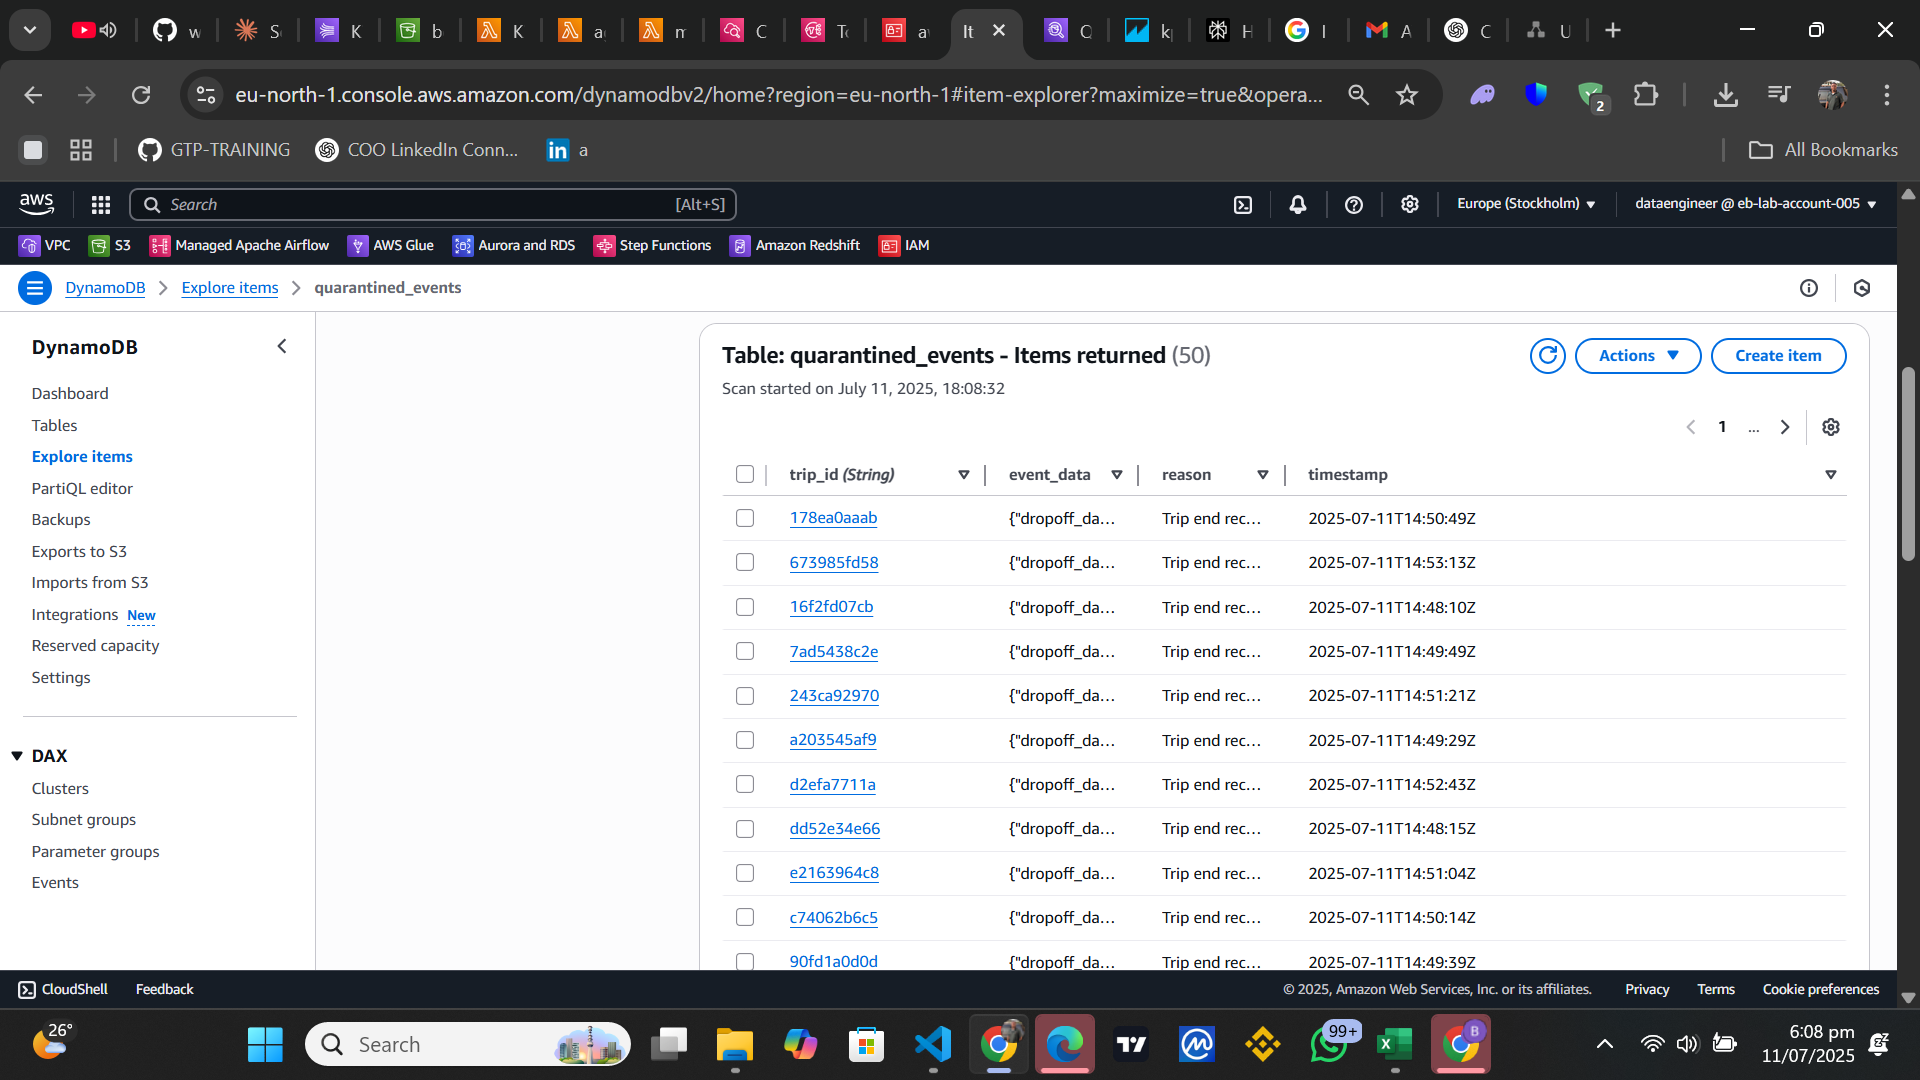 w
S
K
b
K
a
m
C
T
a
It
Q
k
H
I
A
C
U
eu-north-1.console.aws.amazon.com/dynamodbv2/home?region=eu-north-1#item-explorer?maximize=true&opera...
2
GTP-TRAINING
COO LinkedIn Conn...
a
All Bookmarks
aws
Search
[Alt+S]
Europe (Stockholm)
dataengineer @ eb-lab-account-005
VPC
S3
Managed Apache Airflow
AWS Glue
Aurora and RDS
Step Functions
Amazon Redshift
IAM
DynamoDB
Explore items
quarantined_events
DynamoDB
Dashboard
Tables
Explore items
PartiQL editor
Backups
Exports to S3
Imports from S3
Integrations New
Reserved capacity
Settings
DAX
Clusters
Subnet groups
Parameter groups
Events
Table: quarantined_events - Items returned (50)
Scan started on July 11, 2025, 18:08:32
Actions
Create item
1 ...
trip_id (String) event_data reason timestamp
178ea0aaab {"dropoff_da... Trip end rec... 2025-07-11T14:50:49Z
673985fd58 {"dropoff_da... Trip end rec... 2025-07-11T14:53:13Z
16f2fd07cb {"dropoff_da... Trip end rec... 2025-07-11T14:48:10Z
7ad5438c2e {"dropoff_da... Trip end rec... 2025-07-11T14:49:49Z
243ca92970 {"dropoff_da... Trip end rec... 2025-07-11T14:51:21Z
a203545af9 {"dropoff_da... Trip end rec... 2025-07-11T14:49:29Z
d2efa7711a {"dropoff_da... Trip end rec... 2025-07-11T14:52:43Z
dd52e34e66 {"dropoff_da... Trip end rec... 2025-07-11T14:48:15Z
e2163964c8 {"dropoff_da... Trip end rec... 2025-07-11T14:51:04Z
c74062b6c5 {"dropoff_da... Trip end rec... 2025-07-11T14:50:14Z
90fd1a0d0d {"dropoff_da... Trip end rec... 2025-07-11T14:49:39Z
CloudShell
Feedback
© 2025, Amazon Web Services, Inc. or its affiliates.
Privacy
Terms
Cookie preferences
26°
Search
99+
B
6:08 pm
11/07/2025